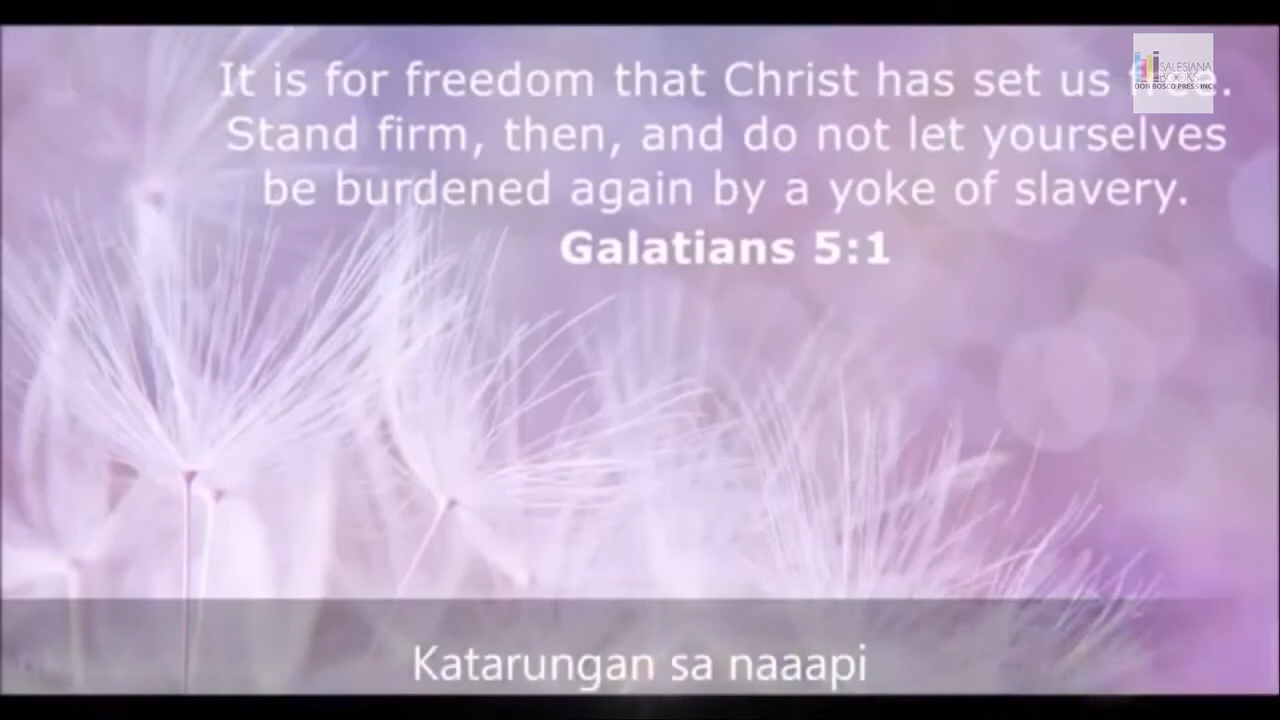 It is for freedom that Christ has set us free.
Stand firm, then, and do not let yourselves
be burdened again by a yoke of slavery.
Galatians 5:1
SALESIANA
BOOKS
DON BOSCO PRESS INC
Katarungan sa naaapi